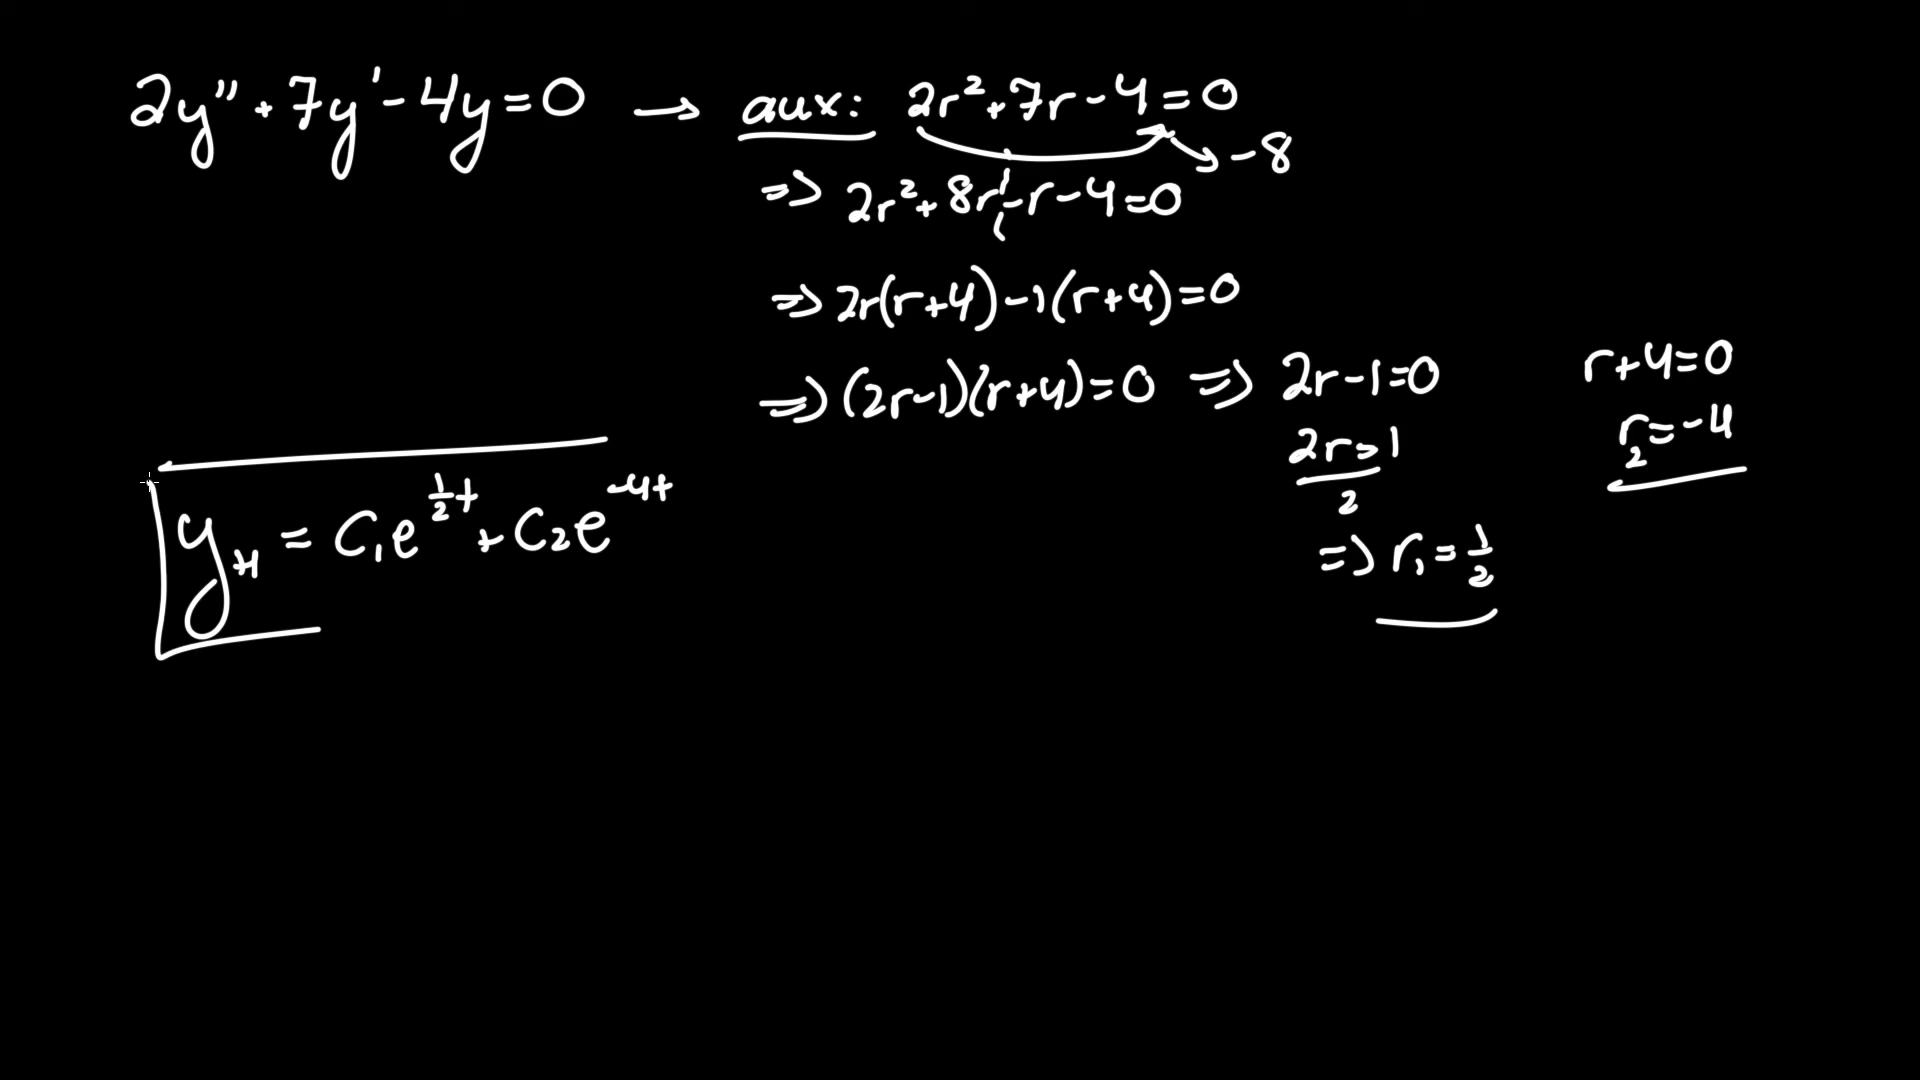 2y'' + 7y' - 4y = 0 → aux: 2r² + 7r - 4 = 0
→ -8
⇒ 2r² + 8r - r - 4 = 0
⇒ 2r(r+4) - 1(r+4) = 0
⇒ (2r-1)(r+4) = 0 ⇒ 2r - 1 = 0
2r = 1
2
⇒ r₁ = 1/2
r + 4 = 0
r₂ = -4
y_H = C₁e^(1/2 t) + C₂e^(-4t)